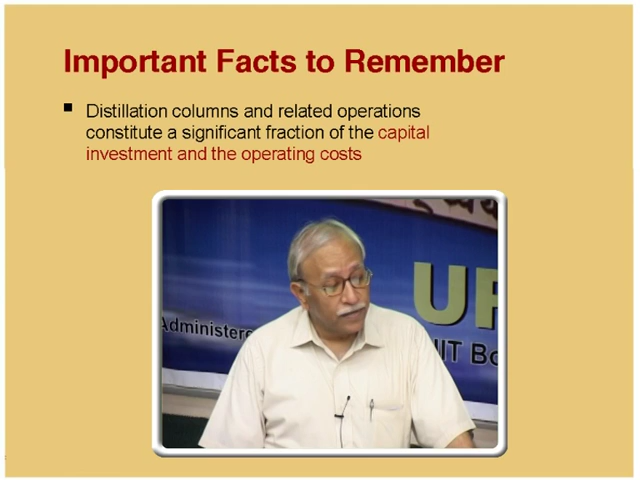 Important Facts to Remember
Distillation columns and related operations
constitute a significant fraction of the capital
investment and the operating costs
UP
Administere
IIT Bo